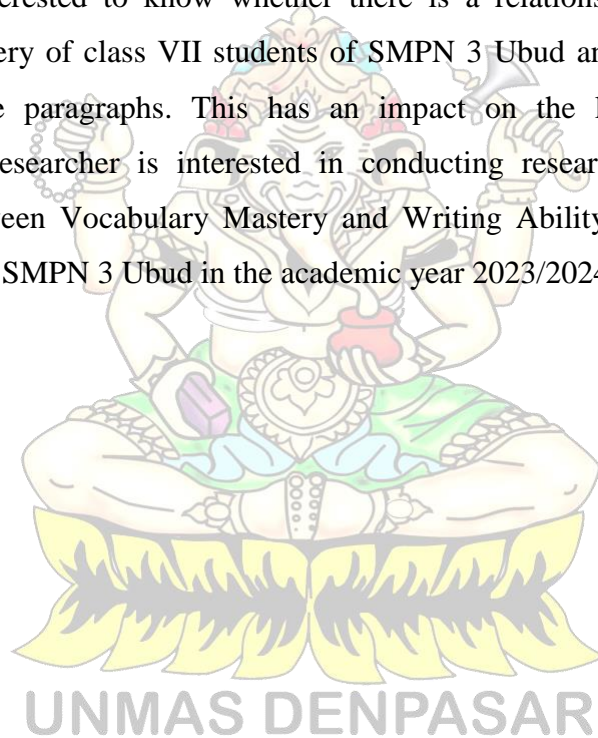 erested to know whether there is a relations
ery of class VII students of SMPN 3 Ubud an
e paragraphs. This has an impact on the
esearcher is interested in conducting resear
een Vocabulary Mastery and Writing Ability
SMPN 3 Ubud in the academic year 2023/2024
UNMAS DENPASAR